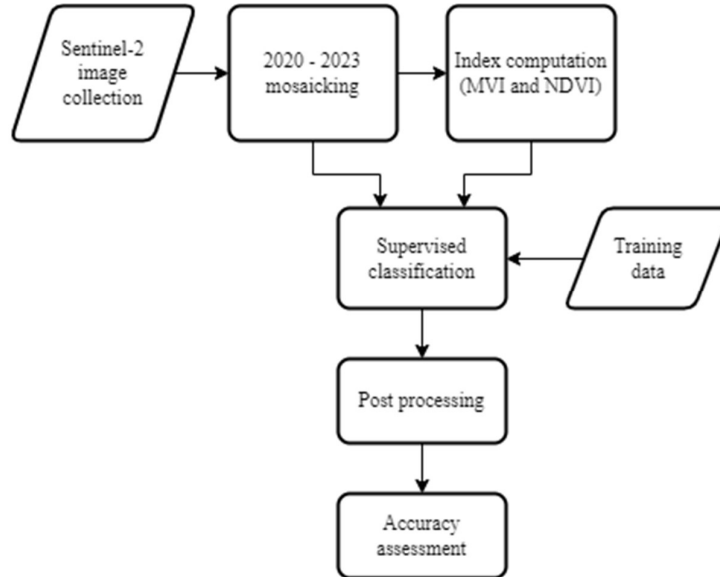 Sentinel-2
image
collection
2020 - 2023
mosaicking
Index computation
(MVI and NDVI)
Supervised
classification
Training
data
Post processing
Accuracy
assessment